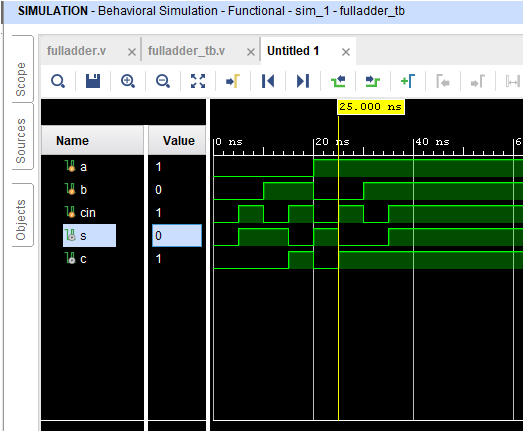 SIMULATION - Behavioral Simulation - Functional - sim_1 - fulladder_tb
fulladder.v × fulladder_tb.v × Untitled 1 ×
Scope
Sources
Objects
25.000 ns
Name Value
0 ns 20 ns 40 ns 6
a 1
b 0
cin 1
s 0
c 1